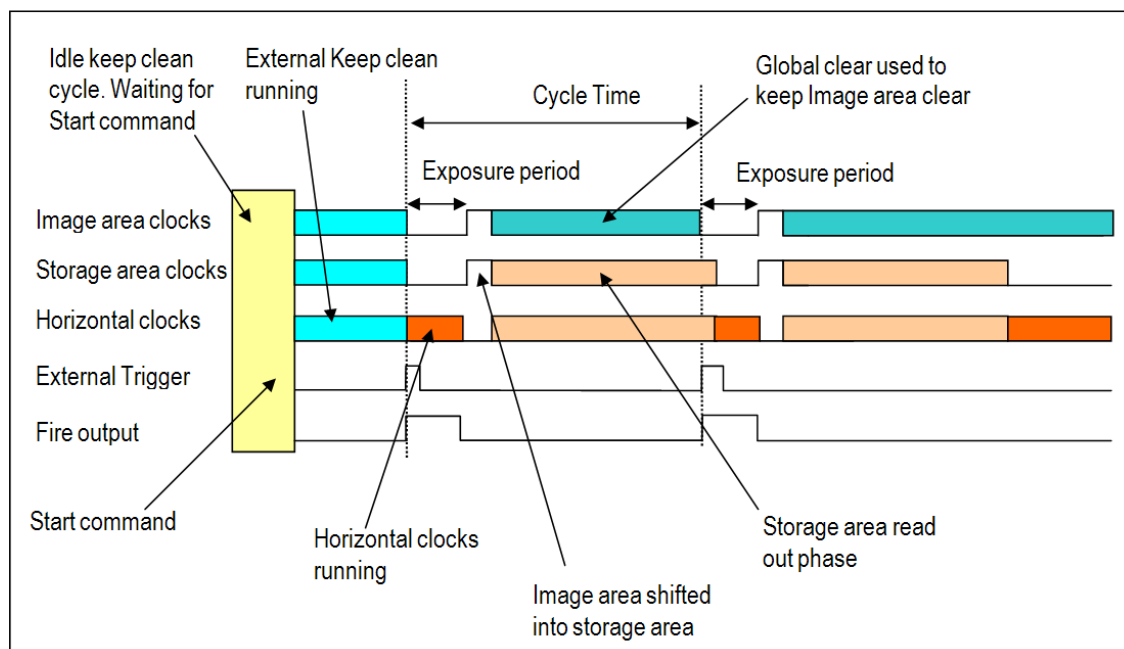 Idle keep clean
cycle. Waiting for
Start command
External Keep clean
running
Cycle Time
Global clear used to
keep Image area clear
Exposure period
Exposure period
Image area clocks
Storage area clocks
Horizontal clocks
External Trigger
Fire output
Start command
Horizontal clocks
running
Image area shifted
into storage area
Storage area read
out phase